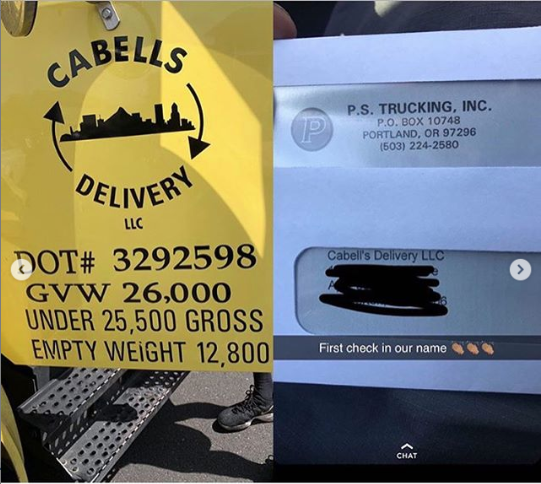 CABELLS
DELIVERY
LLC
DOT# 3292598
GVW 26,000
UNDER 25,500 GROSS
EMPTY WEIGHT 12,800
P
P.S. TRUCKING, INC.
P.O. BOX 10748
PORTLAND, OR 97296
(503) 224-2580
Cabell's Delivery LLC
First check in our name 👏🏽👏🏽👏🏽
CHAT